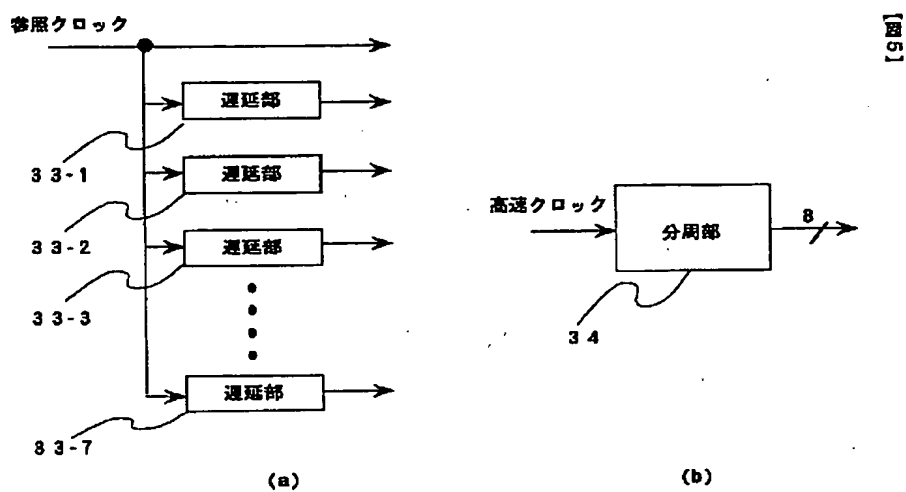 【図5】
参照クロック
遅延部
33-1
遅延部
33-2
遅延部
33-3
遅延部
83-7
(a)
高速クロック
分周部
8
34
(b)